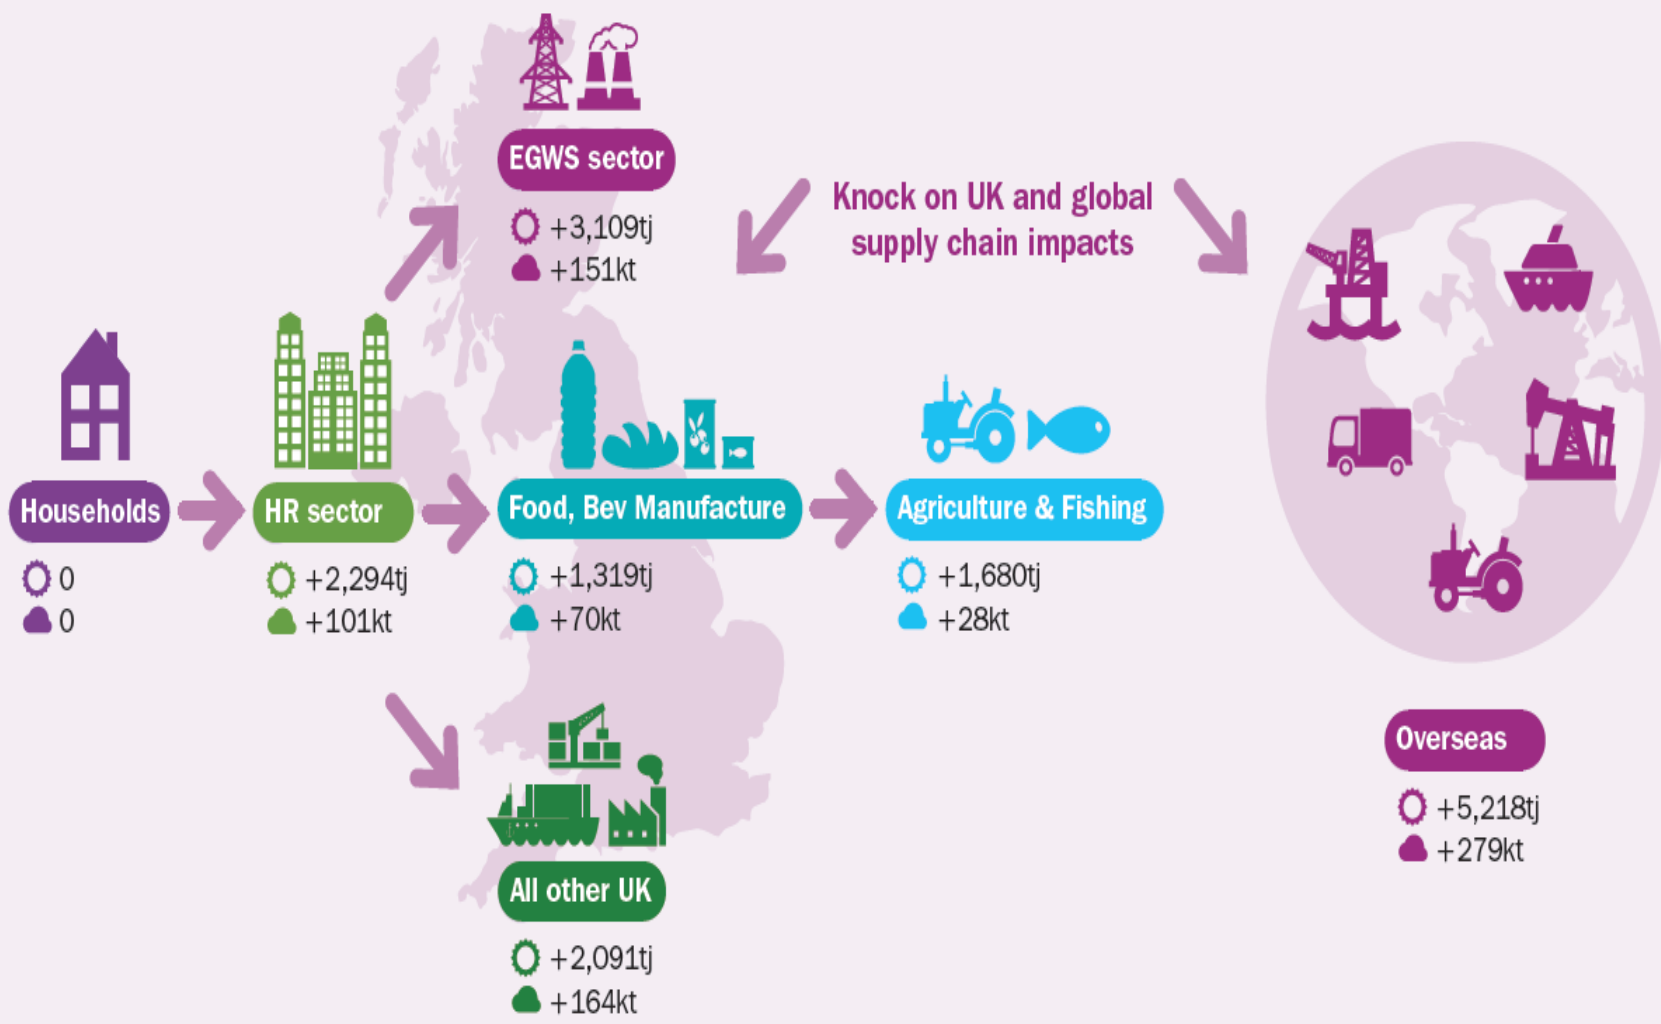 EGWS sector
+3,109tj
+151kt
Knock on UK and global
supply chain impacts
Households
0
0
HR sector
+2,294tj
+101kt
Food, Bev Manufacture
+1,319tj
+70kt
Agriculture & Fishing
+1,680tj
+28kt
Overseas
+5,218tj
+279kt
All other UK
+2,091tj
+164kt